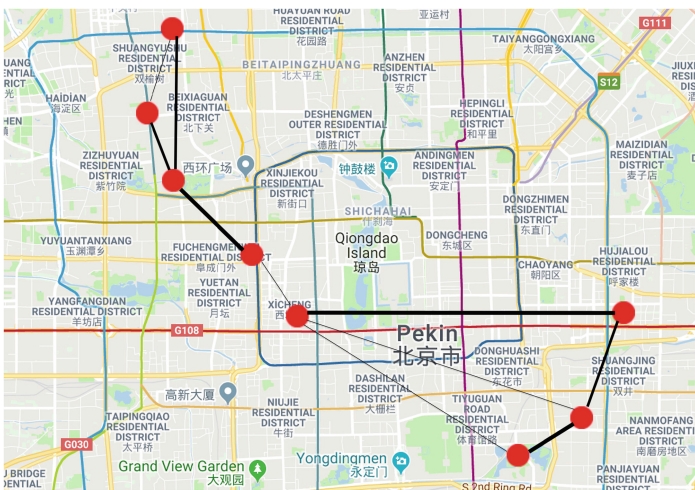 HUAYUAN ROAD
RESIDENTIAL
DISTRICT
花园路
亚运村
G111
SHUANGYUSHU
RESIDENTIAL
DISTRICT
双榆树
TAIYANGGONGXIANG
太阳宫乡
BEITAIPINGZHUANG
北太平庄
ANZHEN
RESIDENTIAL
DISTRICT
安贞
S12
HAIDIAN
海淀区
BEIXIAGUAN
RESIDENTIAL
DISTRICT
北下关
DESHENGMEN
OUTER RESIDENTIAL
DISTRICT
德胜门外
HEPINGLI
RESIDENTIAL
DISTRICT
和平里
MAIZIDIAN
RESIDENTIAL
DISTRICT
麦子店
ZIZHUYUAN
RESIDENTIAL
DISTRICT
紫竹院
西环广场
钟鼓楼
ANDINGMEN
RESIDENTIAL
DISTRICT
安定门
XINJIEKOU
RESIDENTIAL
DISTRICT
新街口
DONGZHIMEN
RESIDENTIAL
DISTRICT
东直门
SHICHAHAI
什刹海
YUYUANTANXIANG
玉渊潭乡
FUCHENGMEN
RESIDENTIAL DISTRICT
阜成门外
Qiongdao
Island
琼岛
DONGCHENG
东城区
CHAOYANG
朝阳区
HUJIALOU
RESIDENTIAL
DISTRICT
呼家楼
YUETAN
RESIDENTIAL
DISTRICT
月坛
YANGFANGDIAN
RESIDENTIAL DISTRICT
羊坊店
XICHENG
西
G108
Pekin
北京市
DONGHUASHI
RESIDENTIAL
DISTRICT
东花市
SHUANGJING
RESIDENTIAL
DISTRICT
双井
高新大厦
DASHILAN
RESIDENTIAL
DISTRICT
大栅栏
NIUJIE
RESIDENTIAL
DISTRICT
牛街
TIYUGUAN
ROAD
RESIDENTIAL
DISTRICT
体育馆路
TAIPINGQIAO
RESIDENTIAL
DISTRICT
太平桥
NANMOFANG
AREA RESIDENTIAL
DISTRICT
南磨房地区
G030
Grand View Garden
大观园
Yongdingmen
永定门
PANJIAYUAN
RESIDENTIAL
DISTRICT
S 2nd Ring Rd